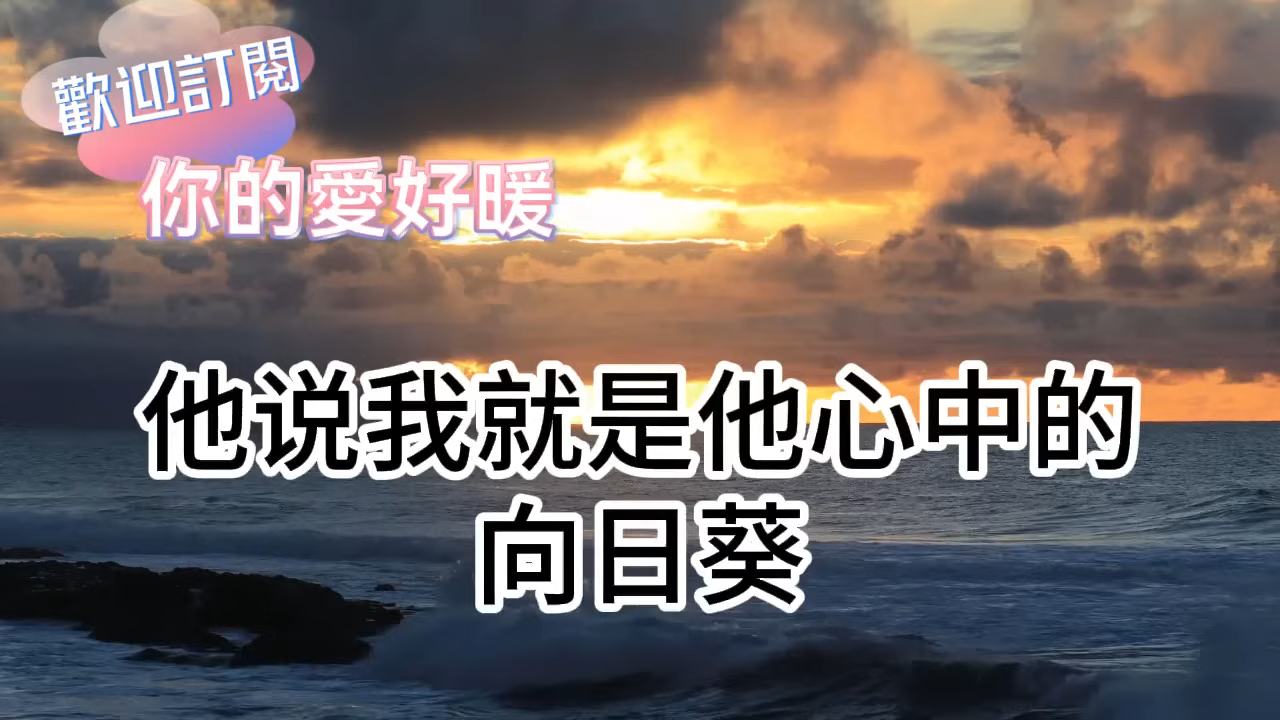 歡迎訂閱
你的愛好暖
他说我就是他心中的
向日葵